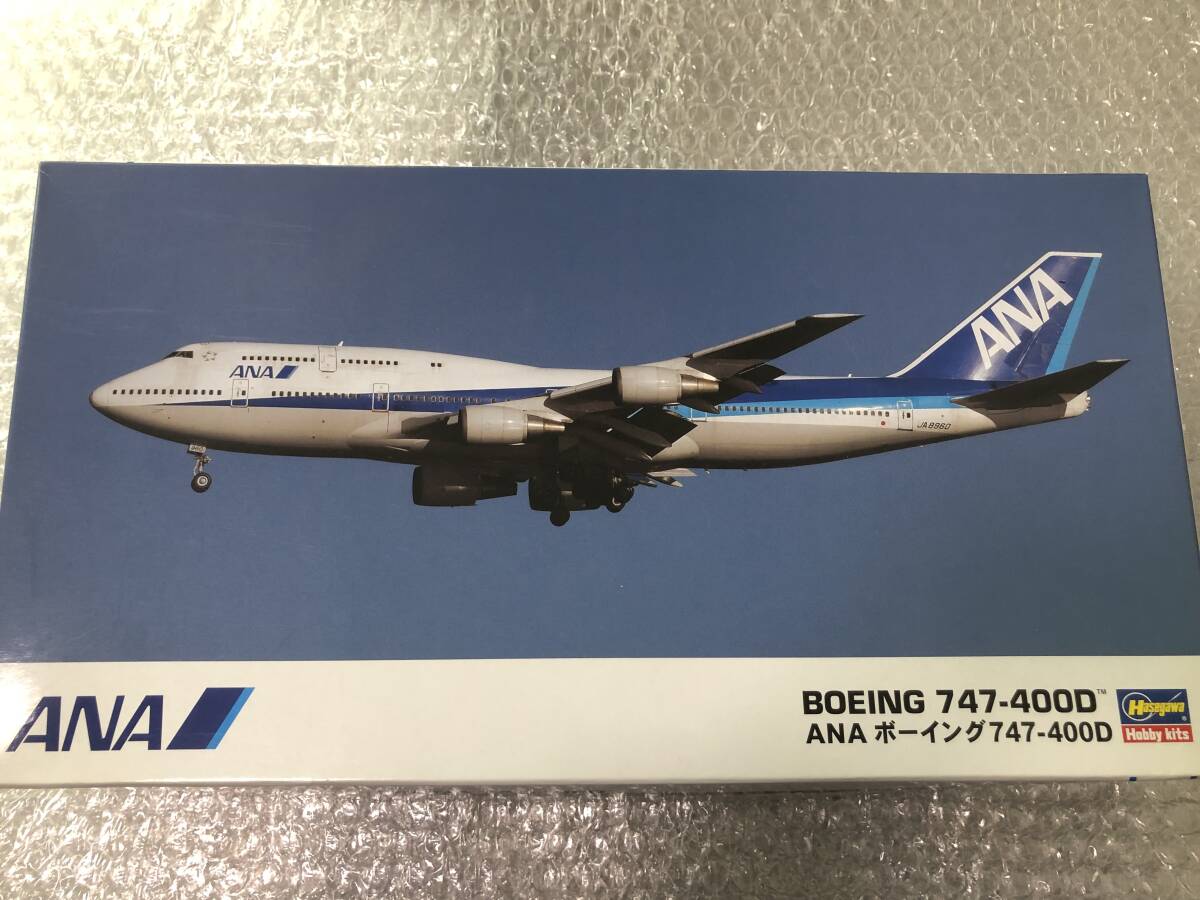 ANA
ANA
JA8960
ANA
BOEING 747-400D™
ANA ボーイング747-400D
Hasegawa®
Hobby kits